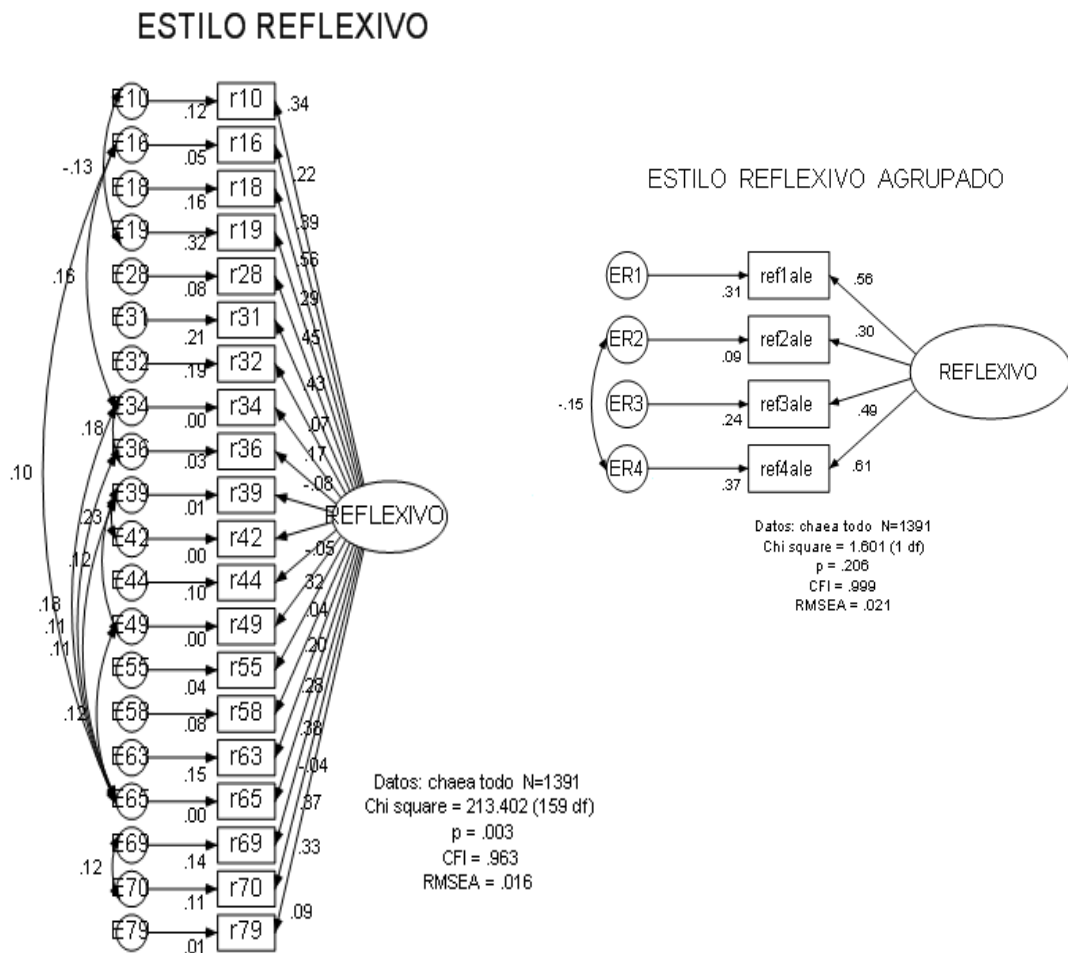 ESTILO REFLEXIVO
E10 .12 r10 .34
E16 .05 r16
-.13 .22
E18 .16 r18
E19 .32 r19 .39
.56
.16 E28 .08 r28 .29
E31 .21 r31 .45
E32 .19 r32 .43
E34 .00 r34 .07
.18 E36 .03 r36 .17
.10 -.08
E39 .01 r39 REFLEXIVO
.23 E42 .00 r42 -.05
.12 E44 .10 r44 .32
.18 E49 .00 r49 .04
.11
.11 E55 .04 r55 .20
.12 E58 .08 r58 .28
E63 .15 r63 .38
-.04
E65 .00 r65 .37
E69 .14 r69 .33
.12 E70 .11 r70
.09
E79 .01 r79
Datos: chaea todo N=1391
Chi square = 213.402 (159 df)
p = .003
CFI = .963
RMSEA = .016
ESTILO REFLEXIVO AGRUPADO
ER1 .31 ref1ale .56
ER2 .09 ref2ale .30
REFLEXIVO
-.15 ER3 .24 ref3ale .49
ER4 .37 ref4ale .61
Datos: chaea todo N=1391
Chi square = 1.601 (1 df)
p = .206
CFI = .999
RMSEA = .021